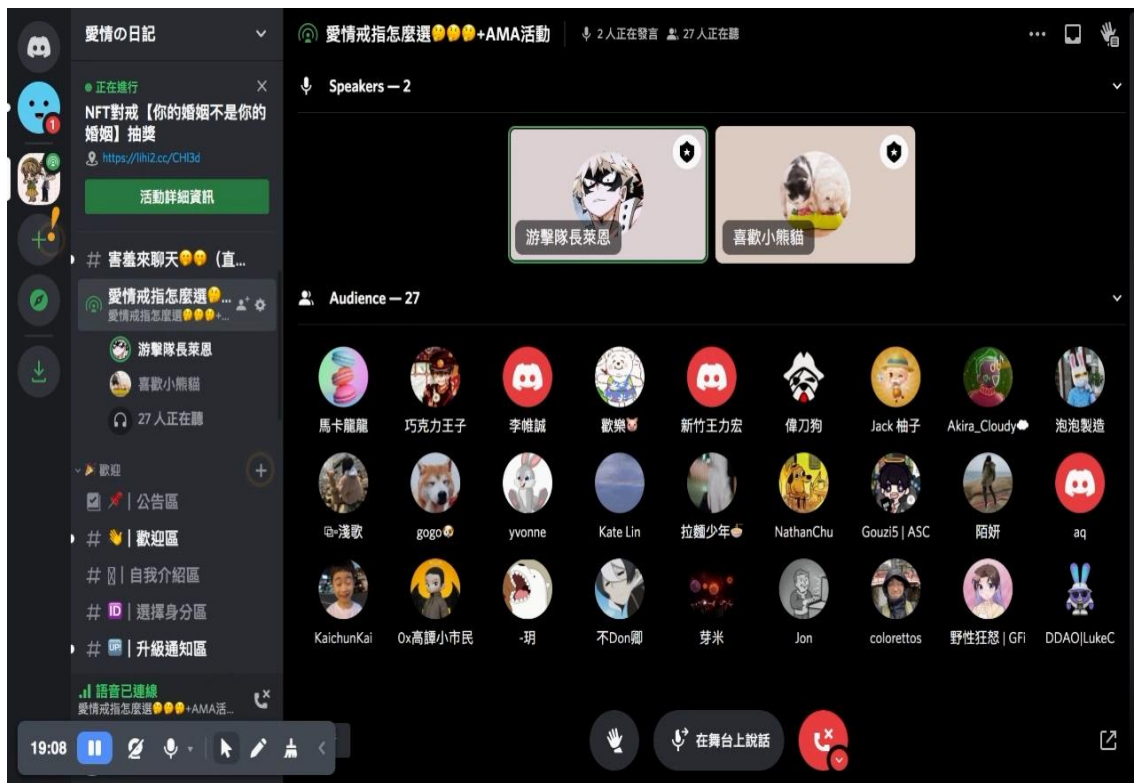 愛情の日記
正在進行
NFT對戒【你的婚姻不是你的
婚姻】抽獎
https://lihi2.cc/CHl3d
活動詳細資訊
# 害羞來聊天🤫🤫（直...
愛情戒指怎麼選🤔...
愛情戒指怎麼選🤔🤔🤔+...
游擊隊長萊恩
喜歡小熊貓
27 人正在聽
🎉 歡迎
📌 | 公告區
# 👋 | 歡迎區
# | 自我介紹區
# 🆔 | 選擇身分區
# 🆙 | 升級通知區
語音已連線
愛情戒指怎麼選🤔🤔🤔+AMA活...
19:08
愛情戒指怎麼選🤔🤔🤔+AMA活動
2 人正在發言 27 人正在聽
Speakers — 2
游擊隊長萊恩
喜歡小熊貓
Audience — 27
馬卡龍龍 巧克力王子 李帷誠 歡樂 新竹王力宏 偉刀狗 Jack 柚子 Akira_Cloudy 泡泡製造
淺歌 gogo🐶 yvonne Kate Lin 拉麵少年🍜 NathanChu Gouzi5 | ASC 陌妍 aq
KaichunKai 0x高譚小市民 -玥 不Don卿 芽米 Jon colorettos 野性狂怒 | GFi DDAO|LukeC
在舞台上說話